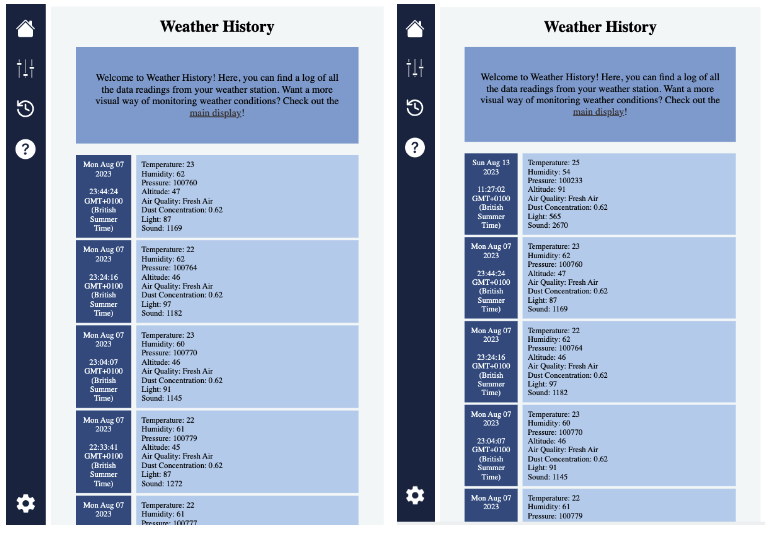 Weather History
Welcome to Weather History! Here, you can find a log of all
the data readings from your weather station. Want a more
visual way of monitoring weather conditions? Check out the
main display!
Mon Aug 07
2023
23:44:24
GMT+0100
(British
Summer
Time)
Temperature: 23
Humidity: 62
Pressure: 100760
Altitude: 47
Air Quality: Fresh Air
Dust Concentration: 0.62
Light: 87
Sound: 1169
Mon Aug 07
2023
23:24:16
GMT+0100
(British
Summer
Time)
Temperature: 22
Humidity: 62
Pressure: 100764
Altitude: 46
Air Quality: Fresh Air
Dust Concentration: 0.62
Light: 97
Sound: 1182
Mon Aug 07
2023
23:04:07
GMT+0100
(British
Summer
Time)
Temperature: 23
Humidity: 60
Pressure: 100770
Altitude: 46
Air Quality: Fresh Air
Dust Concentration: 0.62
Light: 91
Sound: 1145
Mon Aug 07
2023
22:33:41
GMT+0100
(British
Summer
Time)
Temperature: 22
Humidity: 61
Pressure: 100779
Altitude: 45
Air Quality: Fresh Air
Dust Concentration: 0.62
Light: 87
Sound: 1272
Mon Aug 07
2023
Temperature: 22
Humidity: 61
Pressure: 100777
Weather History
Welcome to Weather History! Here, you can find a log of all
the data readings from your weather station. Want a more
visual way of monitoring weather conditions? Check out the
main display!
Sun Aug 13
2023
11:27:02
GMT+0100
(British
Summer
Time)
Temperature: 25
Humidity: 54
Pressure: 100233
Altitude: 91
Air Quality: Fresh Air
Dust Concentration: 0.62
Light: 565
Sound: 2670
Mon Aug 07
2023
23:44:24
GMT+0100
(British
Summer
Time)
Temperature: 23
Humidity: 62
Pressure: 100760
Altitude: 47
Air Quality: Fresh Air
Dust Concentration: 0.62
Light: 87
Sound: 1169
Mon Aug 07
2023
23:24:16
GMT+0100
(British
Summer
Time)
Temperature: 22
Humidity: 62
Pressure: 100764
Altitude: 46
Air Quality: Fresh Air
Dust Concentration: 0.62
Light: 97
Sound: 1182
Mon Aug 07
2023
23:04:07
GMT+0100
(British
Summer
Time)
Temperature: 23
Humidity: 60
Pressure: 100770
Altitude: 46
Air Quality: Fresh Air
Dust Concentration: 0.62
Light: 91
Sound: 1145
Mon Aug 07
2023
Temperature: 22
Humidity: 61
Pressure: 100779